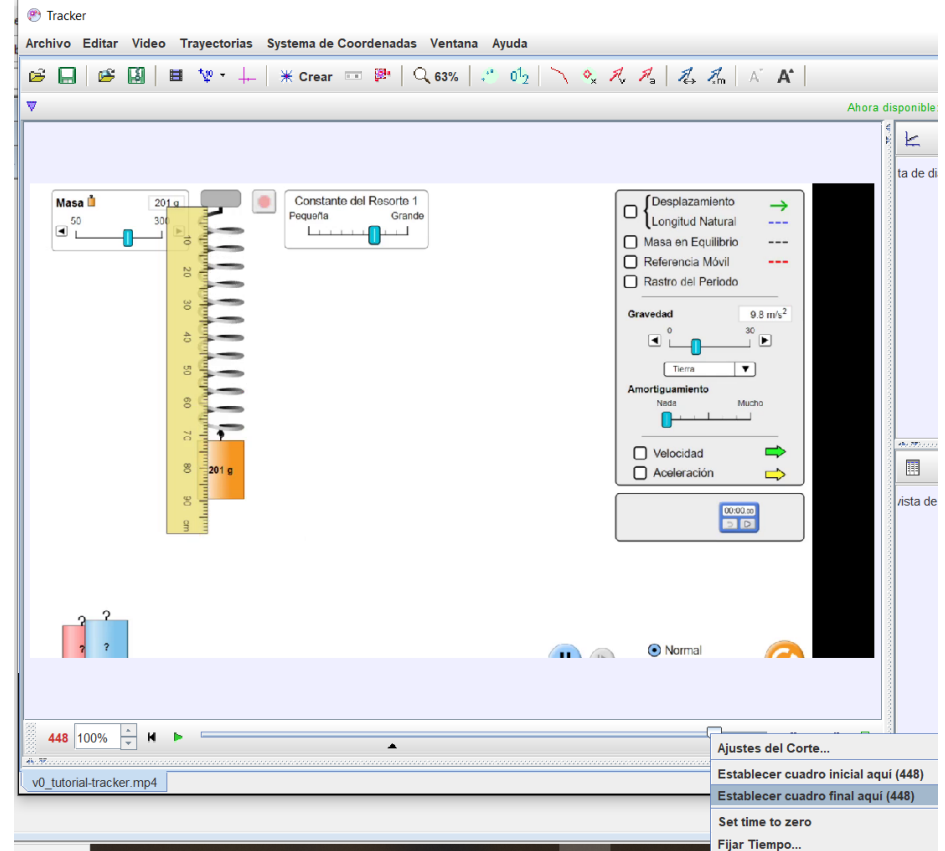 Tracker
Archivo Editar Video Trayectorias Systema de Coordenadas Ventana Ayuda
Crear 63% A A
Ahora disponible:
ta de di
Masa 201 g
50 300
Constante del Resorte 1
Pequeña Grande
10
20
30
40
50
60
70
80
90
cm
201 g
Desplazamiento
Longitud Natural
Masa en Equilibrio
Referencia Móvil
Rastro del Periodo
Gravedad 9.8 m/s²
0 30
Tierra
Amortiguamiento
Nada Mucho
Velocidad
Aceleración
00:00.00
vista de
? ?
? ?
Normal
448 100%
v0_tutorial-tracker.mp4
Ajustes del Corte...
Establecer cuadro inicial aquí (448)
Establecer cuadro final aquí (448)
Set time to zero
Fijar Tiempo...